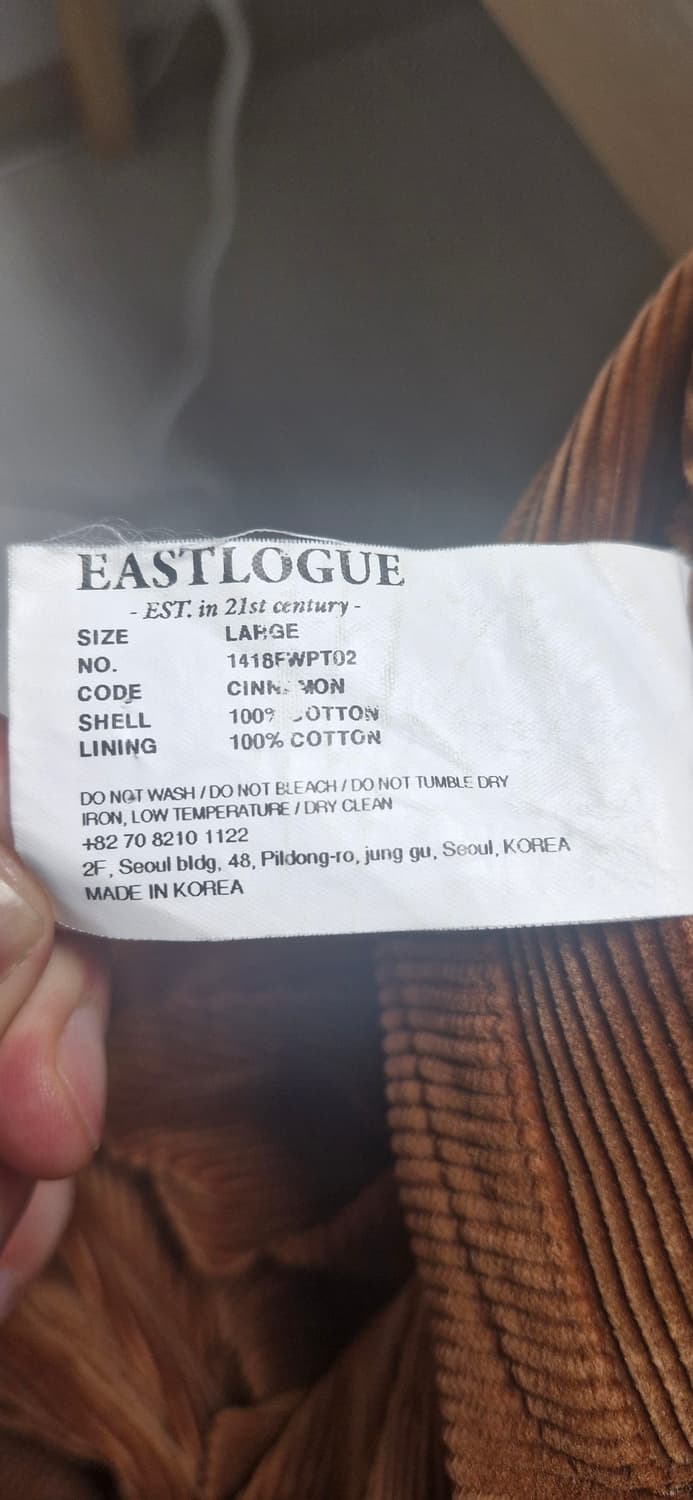 EASTLOGUE
- EST. in 21st century -
SIZE LARGE
NO. 1418FWPT02
CODE
SHELL 100% COTTON
LINING 100% COTTON
DO NOT WASH / DO NOT BLEACH / DO NOT TUMBLE DRY
IRON, LOW TEMPERATURE / DRY CLEAN
+82 70 8210 1122
2F, Seoul bldg, 48, Pildong-ro, jung gu, Seoul, KOREA
MADE IN KOREA